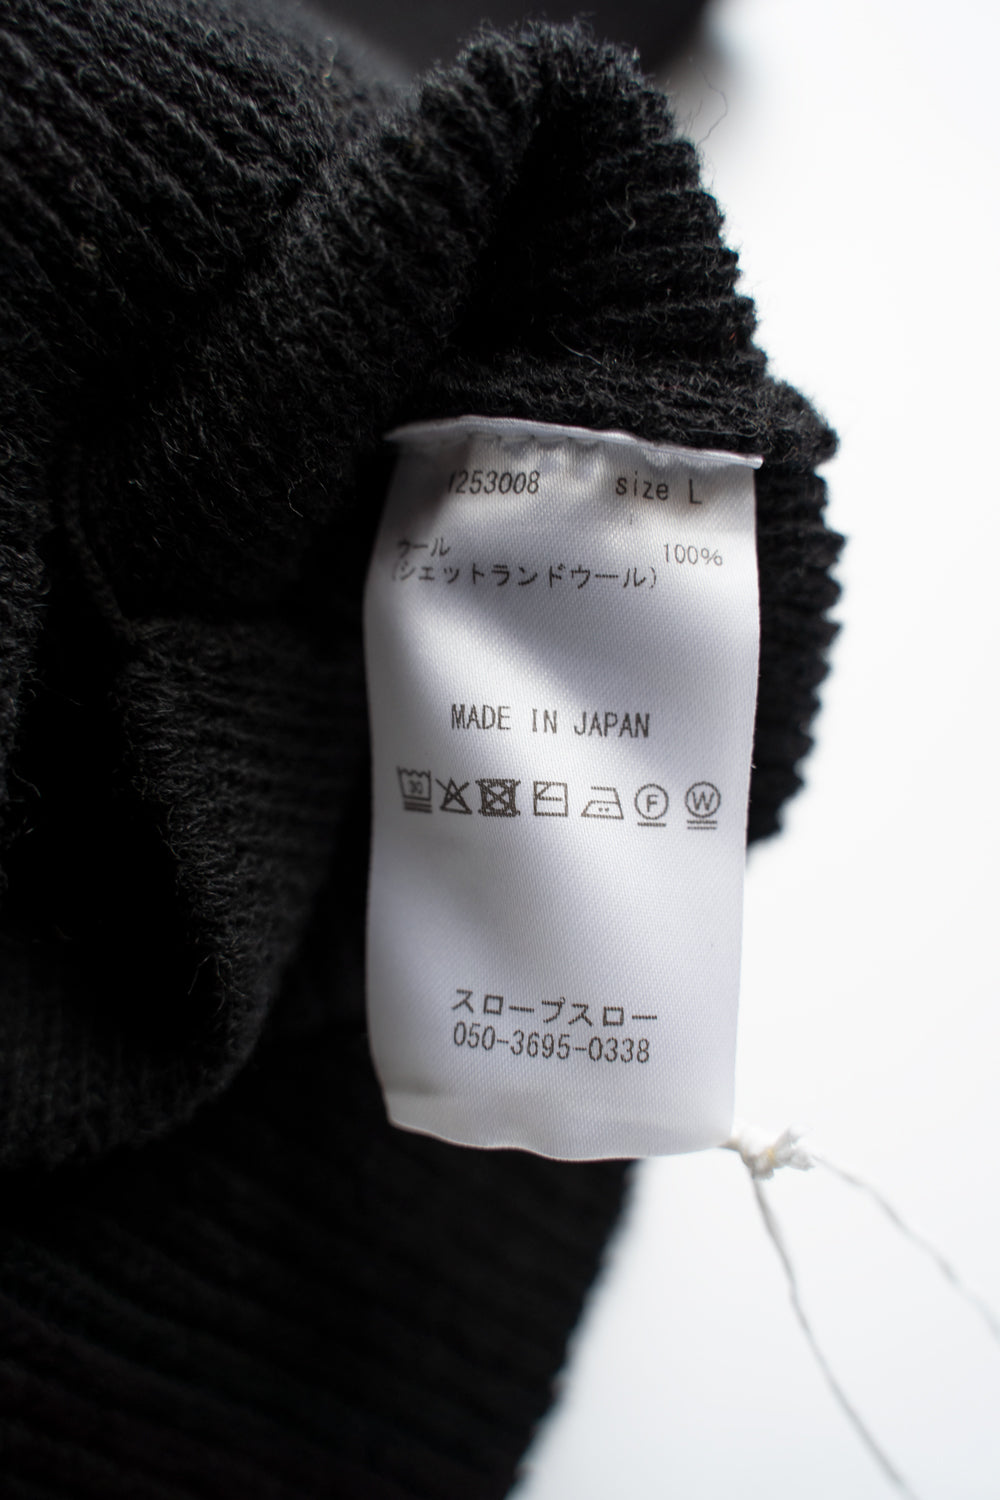 1253008 size L
ウール 100%
(シェットランドウール)
MADE IN JAPAN
30
F W
スロープスロー
050-3695-0338